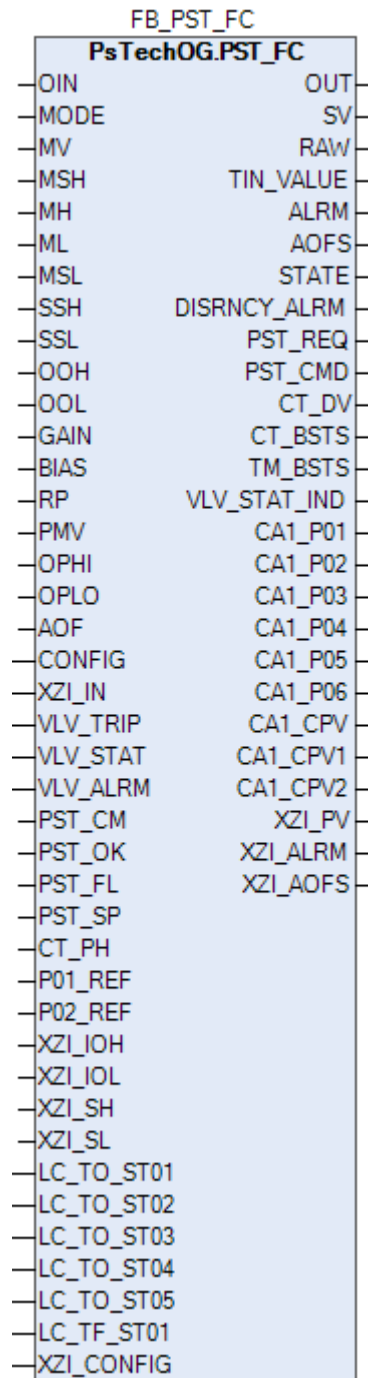 FB_PST_FC
PsTechOG.PST_FC
OIN OUT
MODE SV
MV RAW
MSH TIN_VALUE
MH ALRM
ML AOFS
MSL STATE
SSH DISRNCY_ALRM
SSL PST_REQ
OOH PST_CMD
OOL CT_DV
GAIN CT_BSTS
BIAS TM_BSTS
RP VLV_STAT_IND
PMV CA1_P01
OPHI CA1_P02
OPLO CA1_P03
AOF CA1_P04
CONFIG CA1_P05
XZI_IN CA1_P06
VLV_TRIP CA1_CPV
VLV_STAT CA1_CPV1
VLV_ALRM CA1_CPV2
PST_CM XZI_PV
PST_OK XZI_ALRM
PST_FL XZI_AOFS
PST_SP
CT_PH
P01_REF
P02_REF
XZI_IOH
XZI_IOL
XZI_SH
XZI_SL
LC_TO_ST01
LC_TO_ST02
LC_TO_ST03
LC_TO_ST04
LC_TO_ST05
LC_TF_ST01
XZI_CONFIG